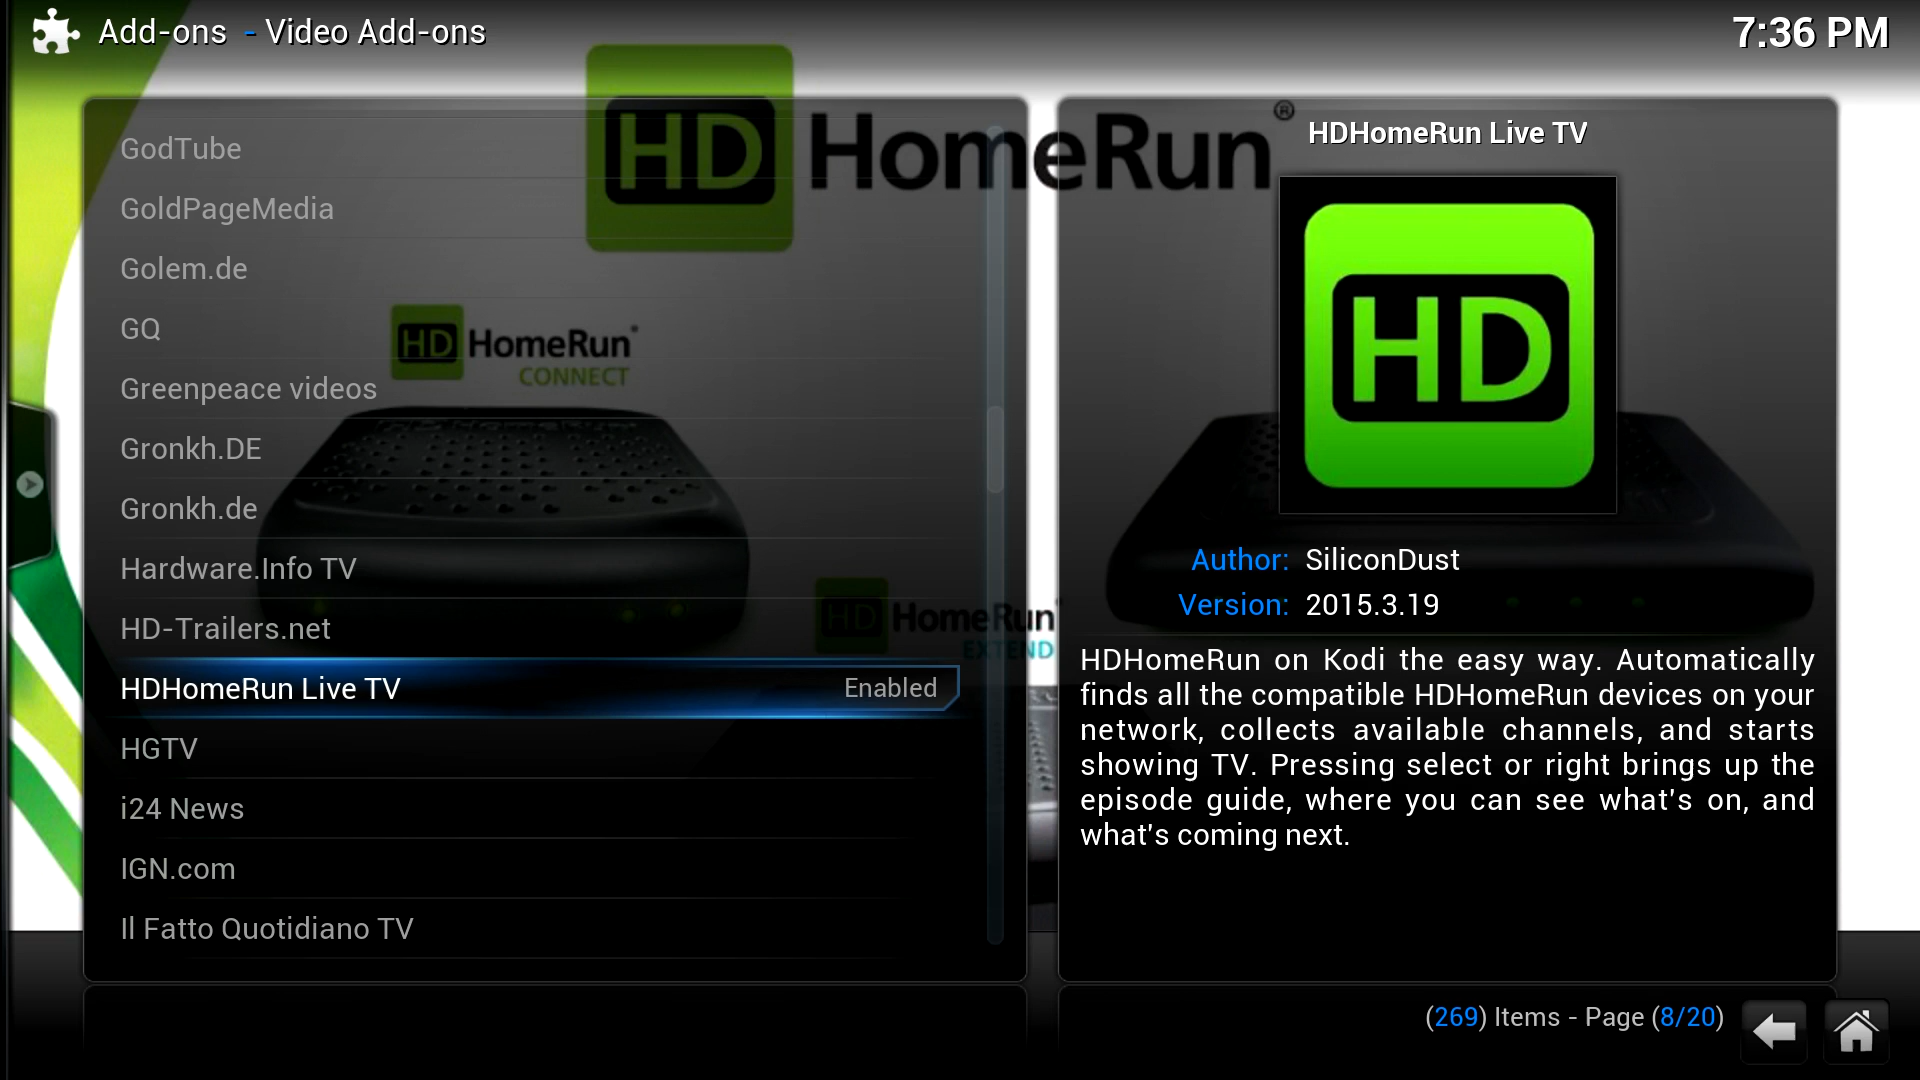 Add-ons - Video Add-ons
7:36 PM
HD HomeRun®
GodTube
GoldPageMedia
Golem.de
GQ
HD HomeRun
CONNECT
Greenpeace videos
Gronkh.DE
Gronkh.de
Hardware.Info TV
HD HomeRun
EXTEND
HD-Trailers.net
HDHomeRun Live TV Enabled
HGTV
i24 News
IGN.com
Il Fatto Quotidiano TV
HDHomeRun Live TV
HD
Author: SiliconDust
Version: 2015.3.19
HDHomeRun on Kodi the easy way. Automatically
finds all the compatible HDHomeRun devices on your
network, collects available channels, and starts
showing TV. Pressing select or right brings up the
episode guide, where you can see what's on, and
what's coming next.
(269) Items - Page (8/20)